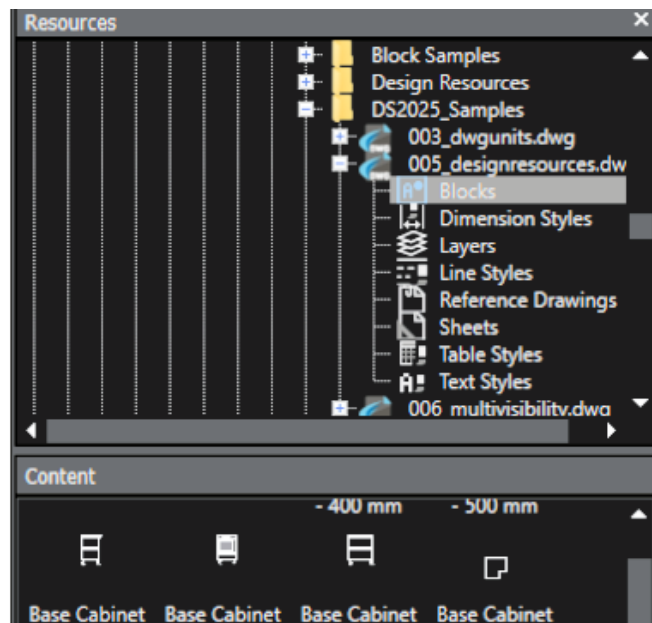 Resources
Block Samples
Design Resources
DS2025_Samples
003_dwgunits.dwg
005_designresources.dw
Blocks
Dimension Styles
Layers
Line Styles
Reference Drawings
Sheets
Table Styles
Text Styles
006_multivisibility.dwg
Content
- 400 mm - 500 mm
Base Cabinet Base Cabinet Base Cabinet Base Cabinet